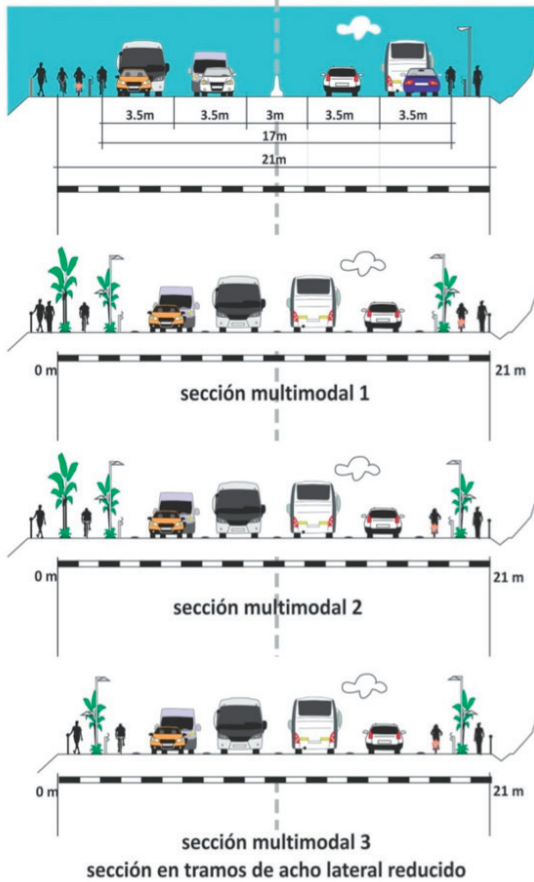 3.5m 3.5m 3m 3.5m 3.5m
17m
21m
0 m 21 m
sección multimodal 1
0 m 21 m
sección multimodal 2
0 m 21 m
sección multimodal 3
sección en tramos de acho lateral reducido